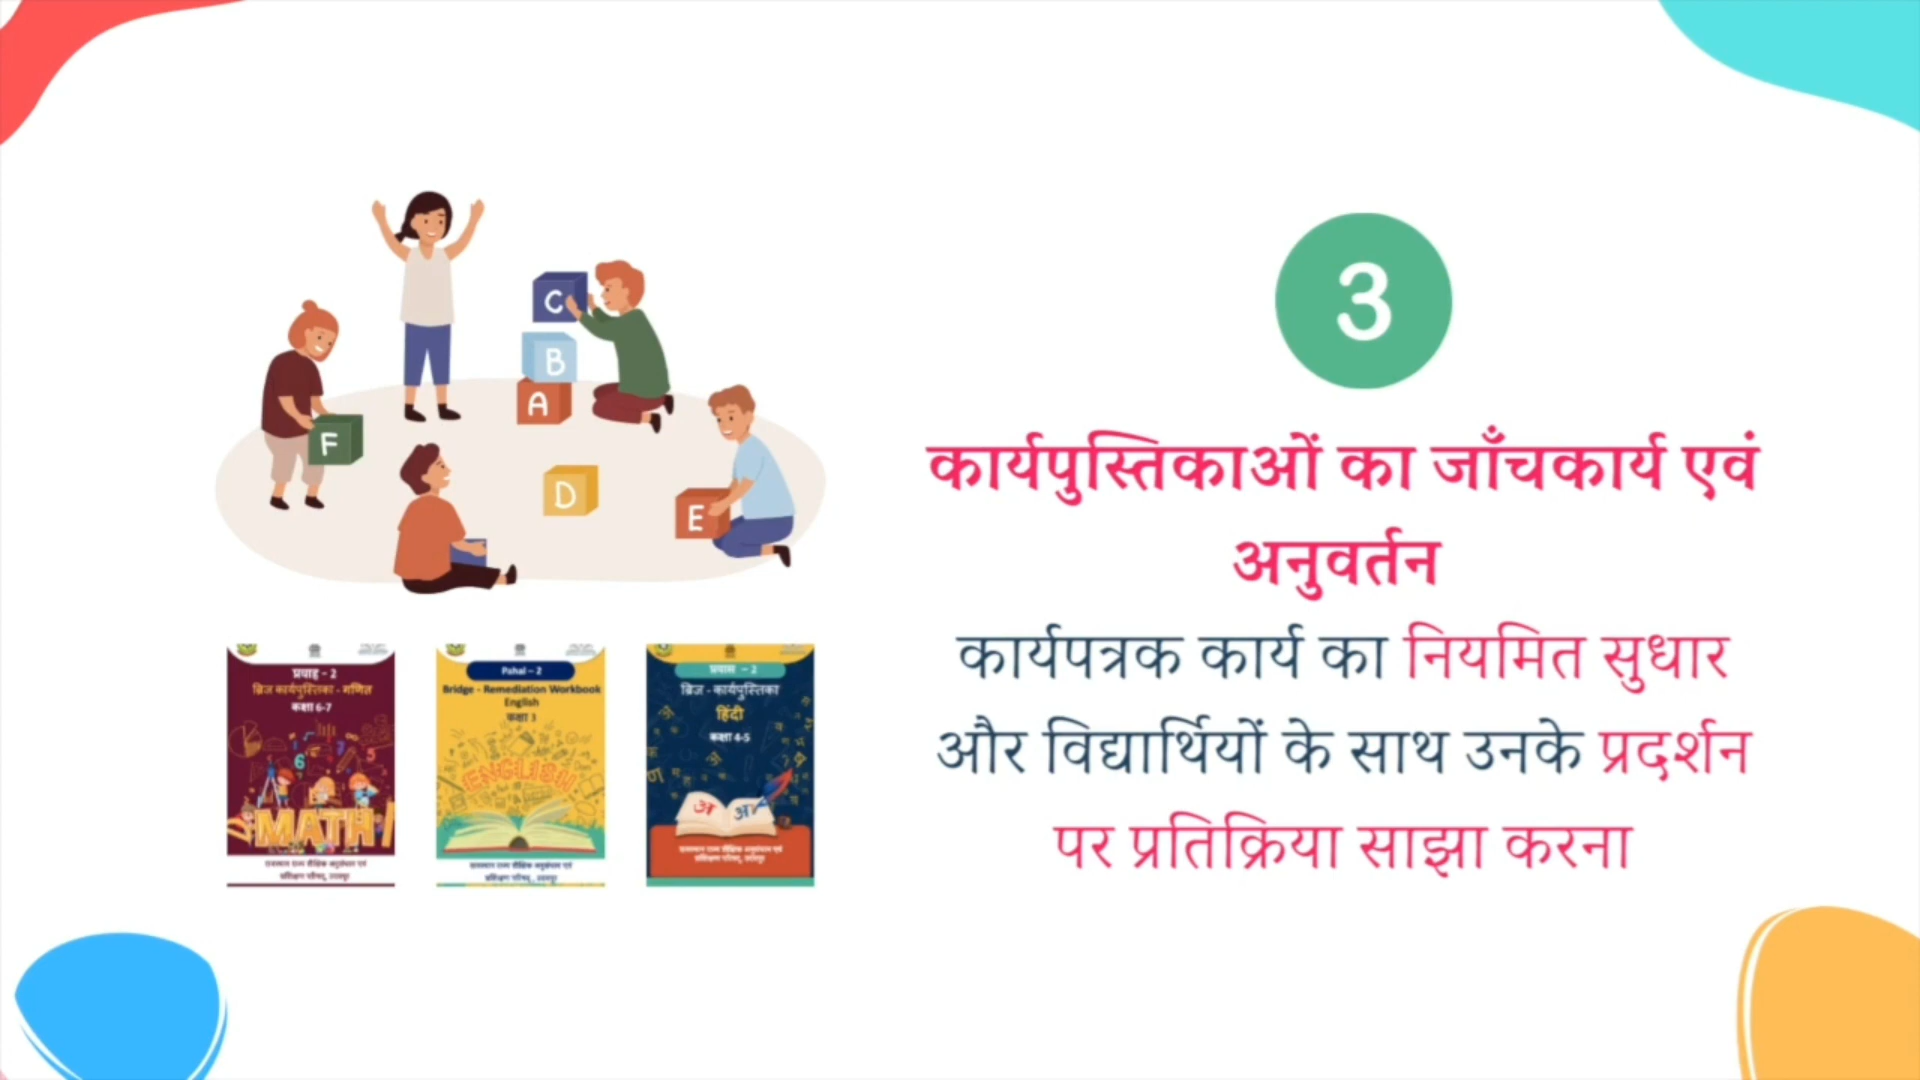 3
कार्यपुस्तिकाओं का जाँचकार्य एवं
अनुवर्तन
कार्यपत्रक कार्य का नियमित सुधार
और विद्यार्थियों के साथ उनके प्रदर्शन
पर प्रतिक्रिया साझा करना
C
B
A
F
D
E
प्रवाह - 2
ब्रिज कार्यपुस्तिका - गणित
कक्षा 6-7
MATH
Pahal - 2
Bridge - Remediation Workbook
English
कक्षा 3
ENGLISH
प्रयास - 2
ब्रिज - कार्यपुस्तिका
हिंदी
कक्षा 4-5
अ अ